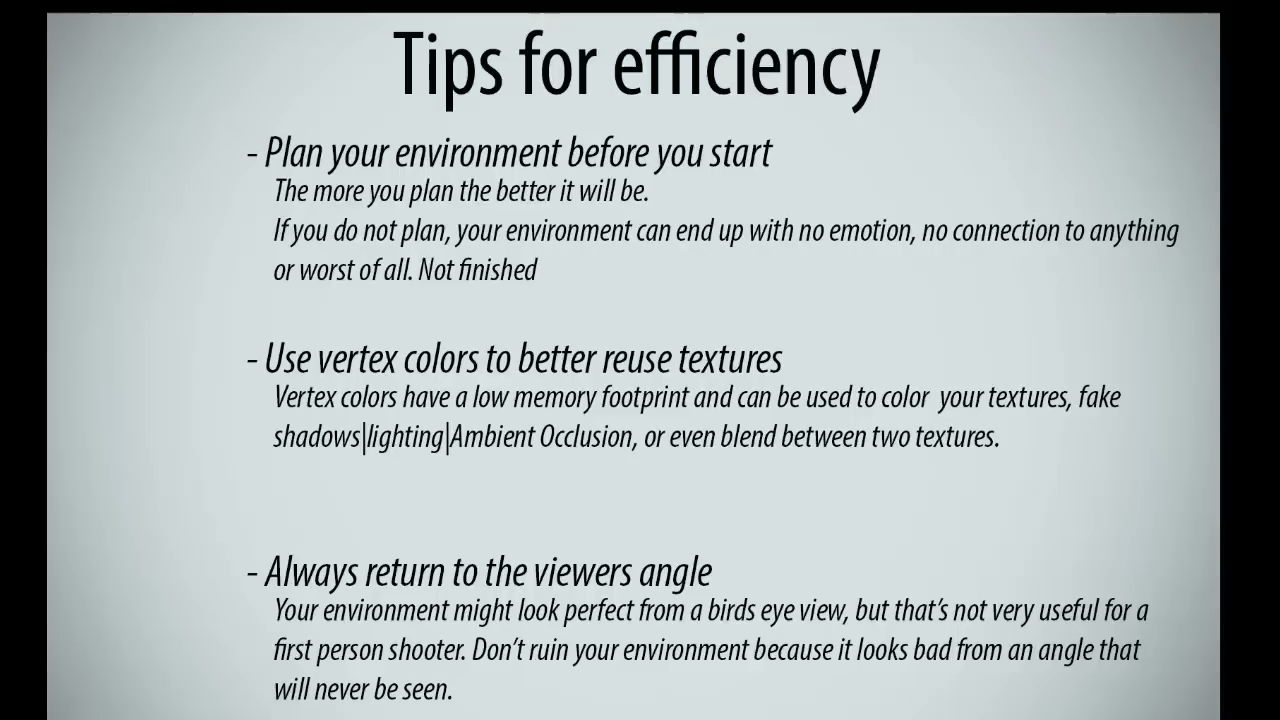 Tips for efficiency
- Plan your environment before you start
The more you plan the better it will be.
If you do not plan, your environment can end up with no emotion, no connection to anything
or worst of all. Not finished
- Use vertex colors to better reuse textures
Vertex colors have a low memory footprint and can be used to color your textures, fake
shadows|lighting|Ambient Occlusion, or even blend between two textures.
- Always return to the viewers angle
Your environment might look perfect from a birds eye view, but that's not very useful for a
first person shooter. Don't ruin your environment because it looks bad from an angle that
will never be seen.